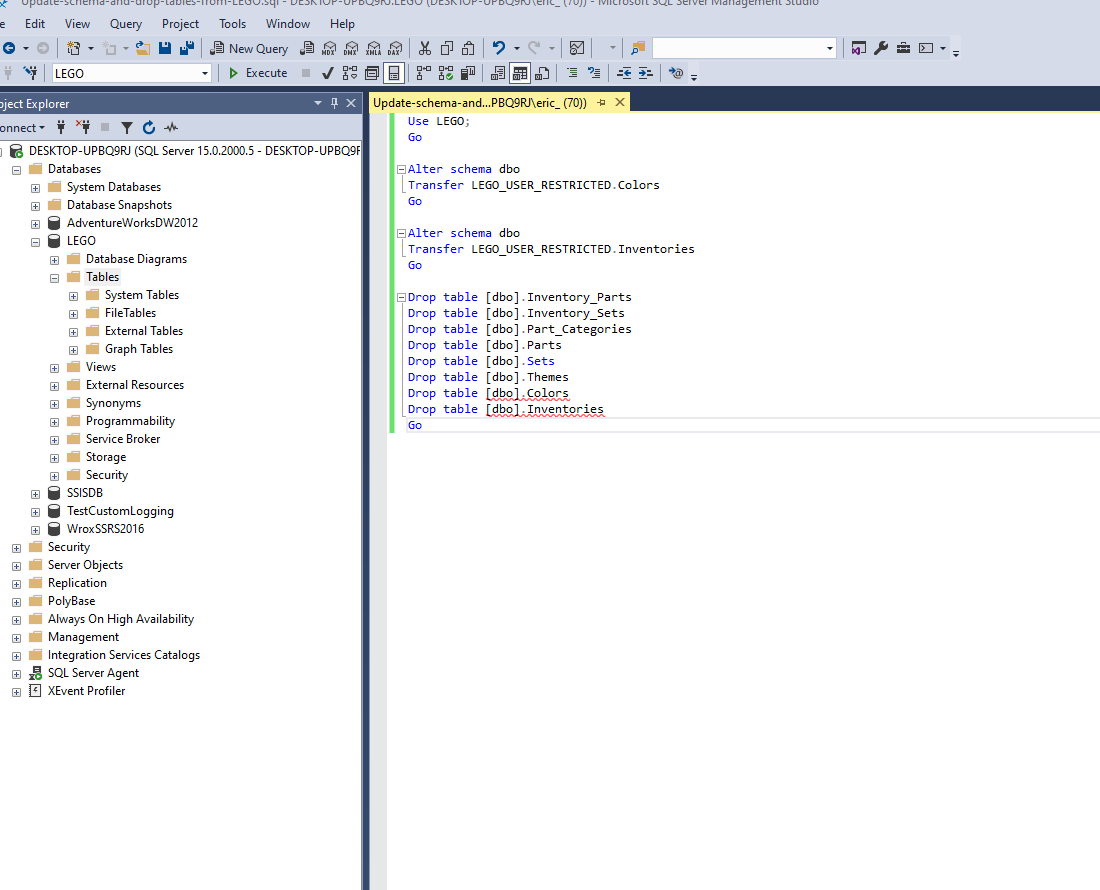 Update-schema-and-drop-tables-from-LEGO.sql - DESKTOP-UPBQ9RJ.LEGO (DESKTOP-UPBQ9RJ\eric_ (70)) - Microsoft SQL Server Management Studio
e Edit View Query Project Tools Window Help
New Query MDX DMX XMLA DAX
LEGO Execute
oject Explorer
onnect
DESKTOP-UPBQ9RJ (SQL Server 15.0.2000.5 - DESKTOP-UPBQ9R
Databases
System Databases
Database Snapshots
AdventureWorksDW2012
LEGO
Database Diagrams
Tables
System Tables
FileTables
External Tables
Graph Tables
Views
External Resources
Synonyms
Programmability
Service Broker
Storage
Security
SSISDB
TestCustomLogging
WroxSSRS2016
Security
Server Objects
Replication
PolyBase
Always On High Availability
Management
Integration Services Catalogs
SQL Server Agent
XEvent Profiler
Update-schema-and...PBQ9RJ\eric_ (70))
Use LEGO;
Go
Alter schema dbo
Transfer LEGO_USER_RESTRICTED.Colors
Go
Alter schema dbo
Transfer LEGO_USER_RESTRICTED.Inventories
Go
Drop table [dbo].Inventory_Parts
Drop table [dbo].Inventory_Sets
Drop table [dbo].Part_Categories
Drop table [dbo].Parts
Drop table [dbo].Sets
Drop table [dbo].Themes
Drop table [dbo].Colors
Drop table [dbo].Inventories
Go